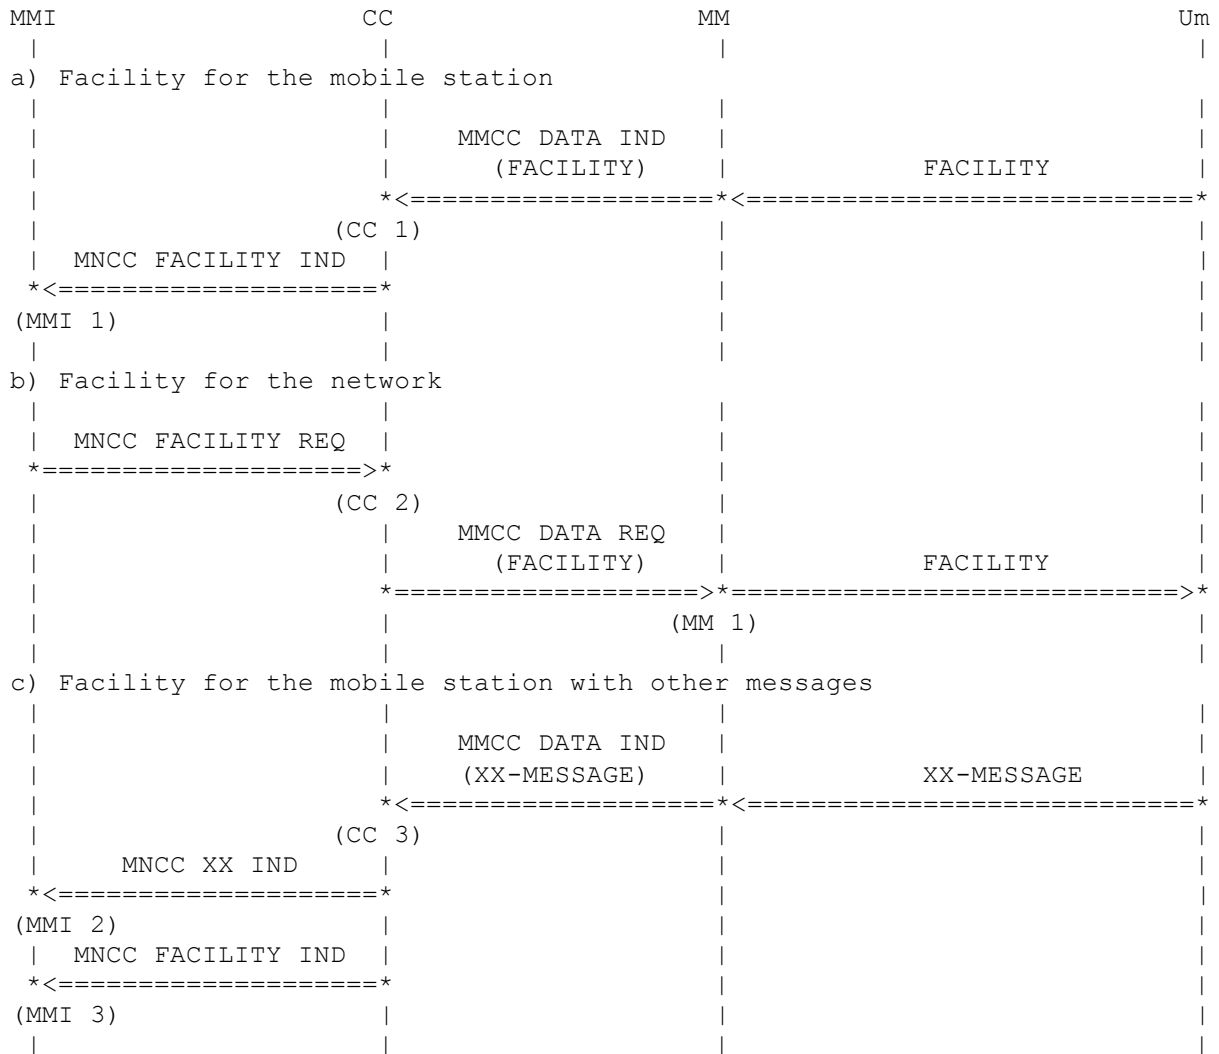 MMI CC MM Um
a) Facility for the mobile station
MMCC DATA IND
(FACILITY) FACILITY
*<===================*<============================*
(CC 1)
MNCC FACILITY IND
*<====================*
(MMI 1)
b) Facility for the network
MNCC FACILITY REQ
*====================>*
(CC 2)
MMCC DATA REQ
(FACILITY) FACILITY
*===================>*============================>*
(MM 1)
c) Facility for the mobile station with other messages
MMCC DATA IND
(XX-MESSAGE) XX-MESSAGE
*<===================*<============================*
(CC 3)
MNCC XX IND
*<====================*
(MMI 2)
MNCC FACILITY IND
*<====================*
(MMI 3)